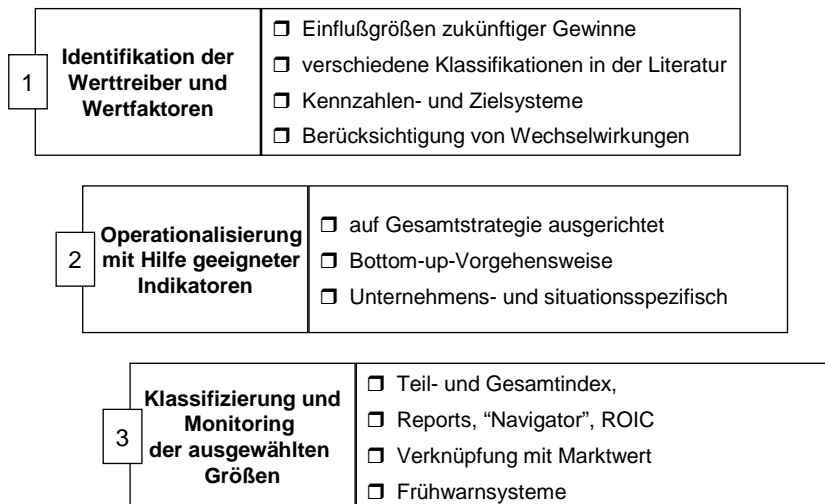 1
Identifikation der
Werttreiber und
Wertfaktoren
❒ Einflußgrößen zukünftiger Gewinne
❒ verschiedene Klassifikationen in der Literatur
❒ Kennzahlen- und Zielsysteme
❒ Berücksichtigung von Wechselwirkungen
2
Operationalisierung
mit Hilfe geeigneter
Indikatoren
❒ auf Gesamtstrategie ausgerichtet
❒ Bottom-up-Vorgehensweise
❒ Unternehmens- und situationsspezifisch
3
Klassifizierung und
Monitoring
der ausgewählten
Größen
❒ Teil- und Gesamtindex,
❒ Reports, “Navigator”, ROIC
❒ Verknüpfung mit Marktwert
❒ Frühwarnsysteme